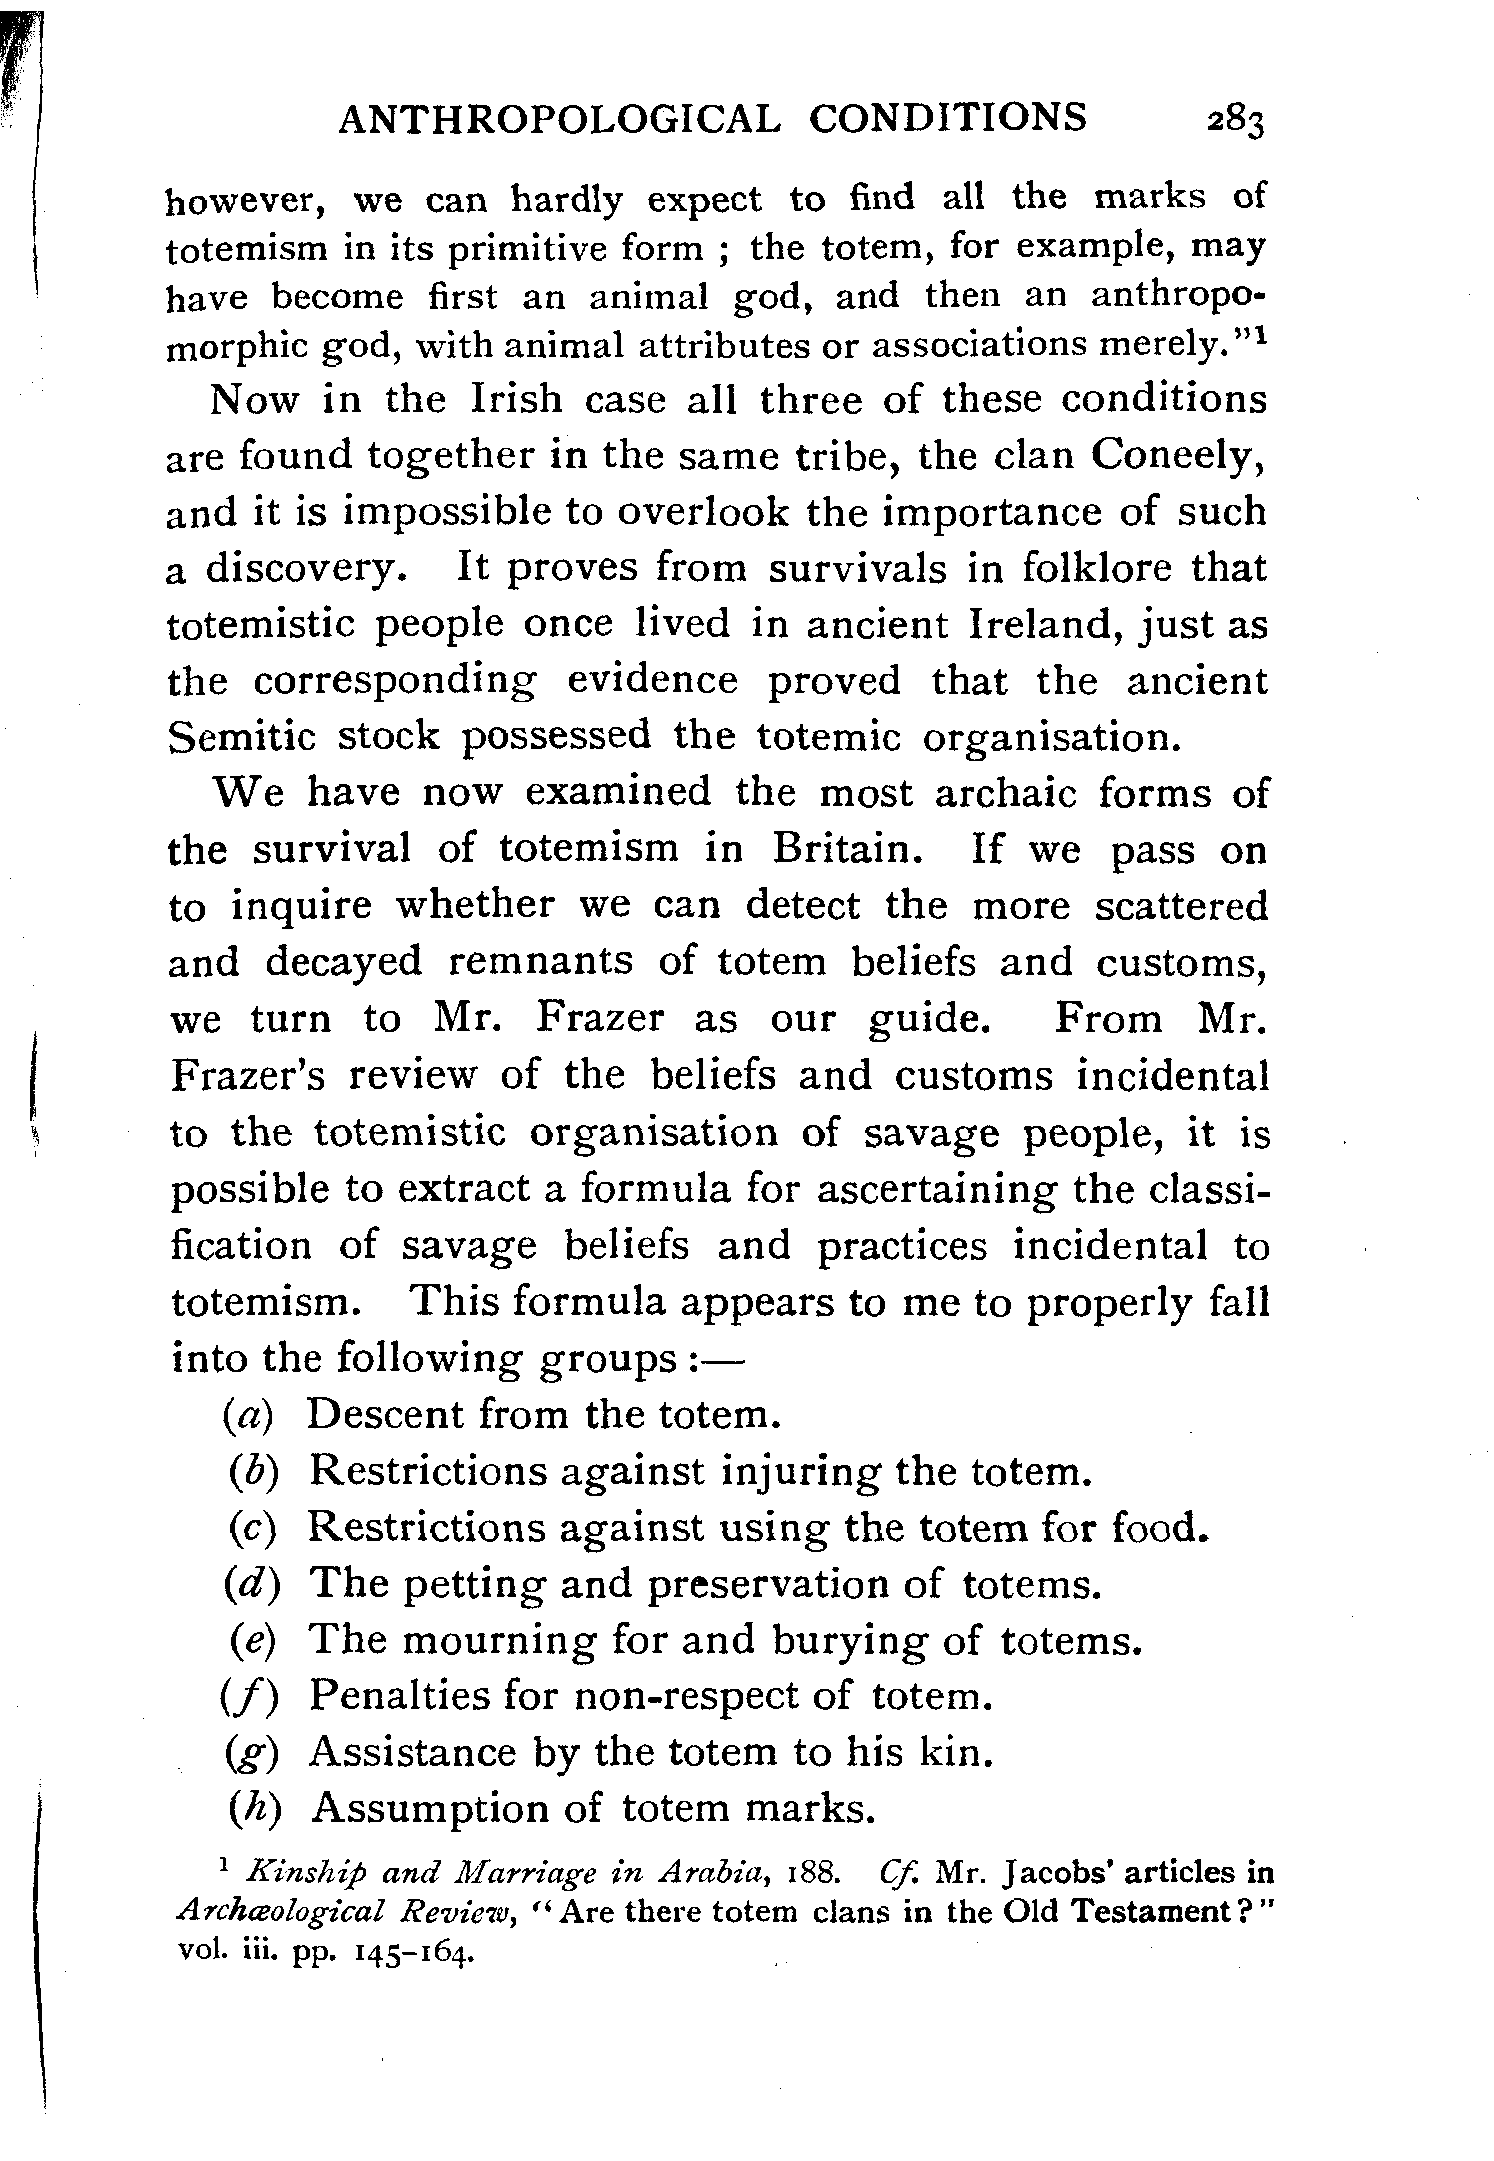 ANTHROPOLOGICAL CONDITIONS 283
however, we can hardly expect to find all the marks of
totemism in its primitive form ; the totem, for example, may
have become first an animal god, and then an anthropo-
morphic god, with animal attributes or associations merely."¹
Now in the Irish case all three of these conditions
are found together in the same tribe, the clan Coneely,
and it is impossible to overlook the importance of such
a discovery. It proves from survivals in folklore that
totemistic people once lived in ancient Ireland, just as
the corresponding evidence proved that the ancient
Semitic stock possessed the totemic organisation.
We have now examined the most archaic forms of
the survival of totemism in Britain. If we pass on
to inquire whether we can detect the more scattered
and decayed remnants of totem beliefs and customs,
we turn to Mr. Frazer as our guide. From Mr.
Frazer's review of the beliefs and customs incidental
to the totemistic organisation of savage people, it is
possible to extract a formula for ascertaining the classi-
fication of savage beliefs and practices incidental to
totemism. This formula appears to me to properly fall
into the following groups :—
(a) Descent from the totem.
(b) Restrictions against injuring the totem.
(c) Restrictions against using the totem for food.
(d) The petting and preservation of totems.
(e) The mourning for and burying of totems.
(f) Penalties for non-respect of totem.
(g) Assistance by the totem to his kin.
(h) Assumption of totem marks.
¹ Kinship and Marriage in Arabia, 188. Cf. Mr. Jacobs' articles in
Archæological Review, "Are there totem clans in the Old Testament?"
vol. iii. pp. 145–164.